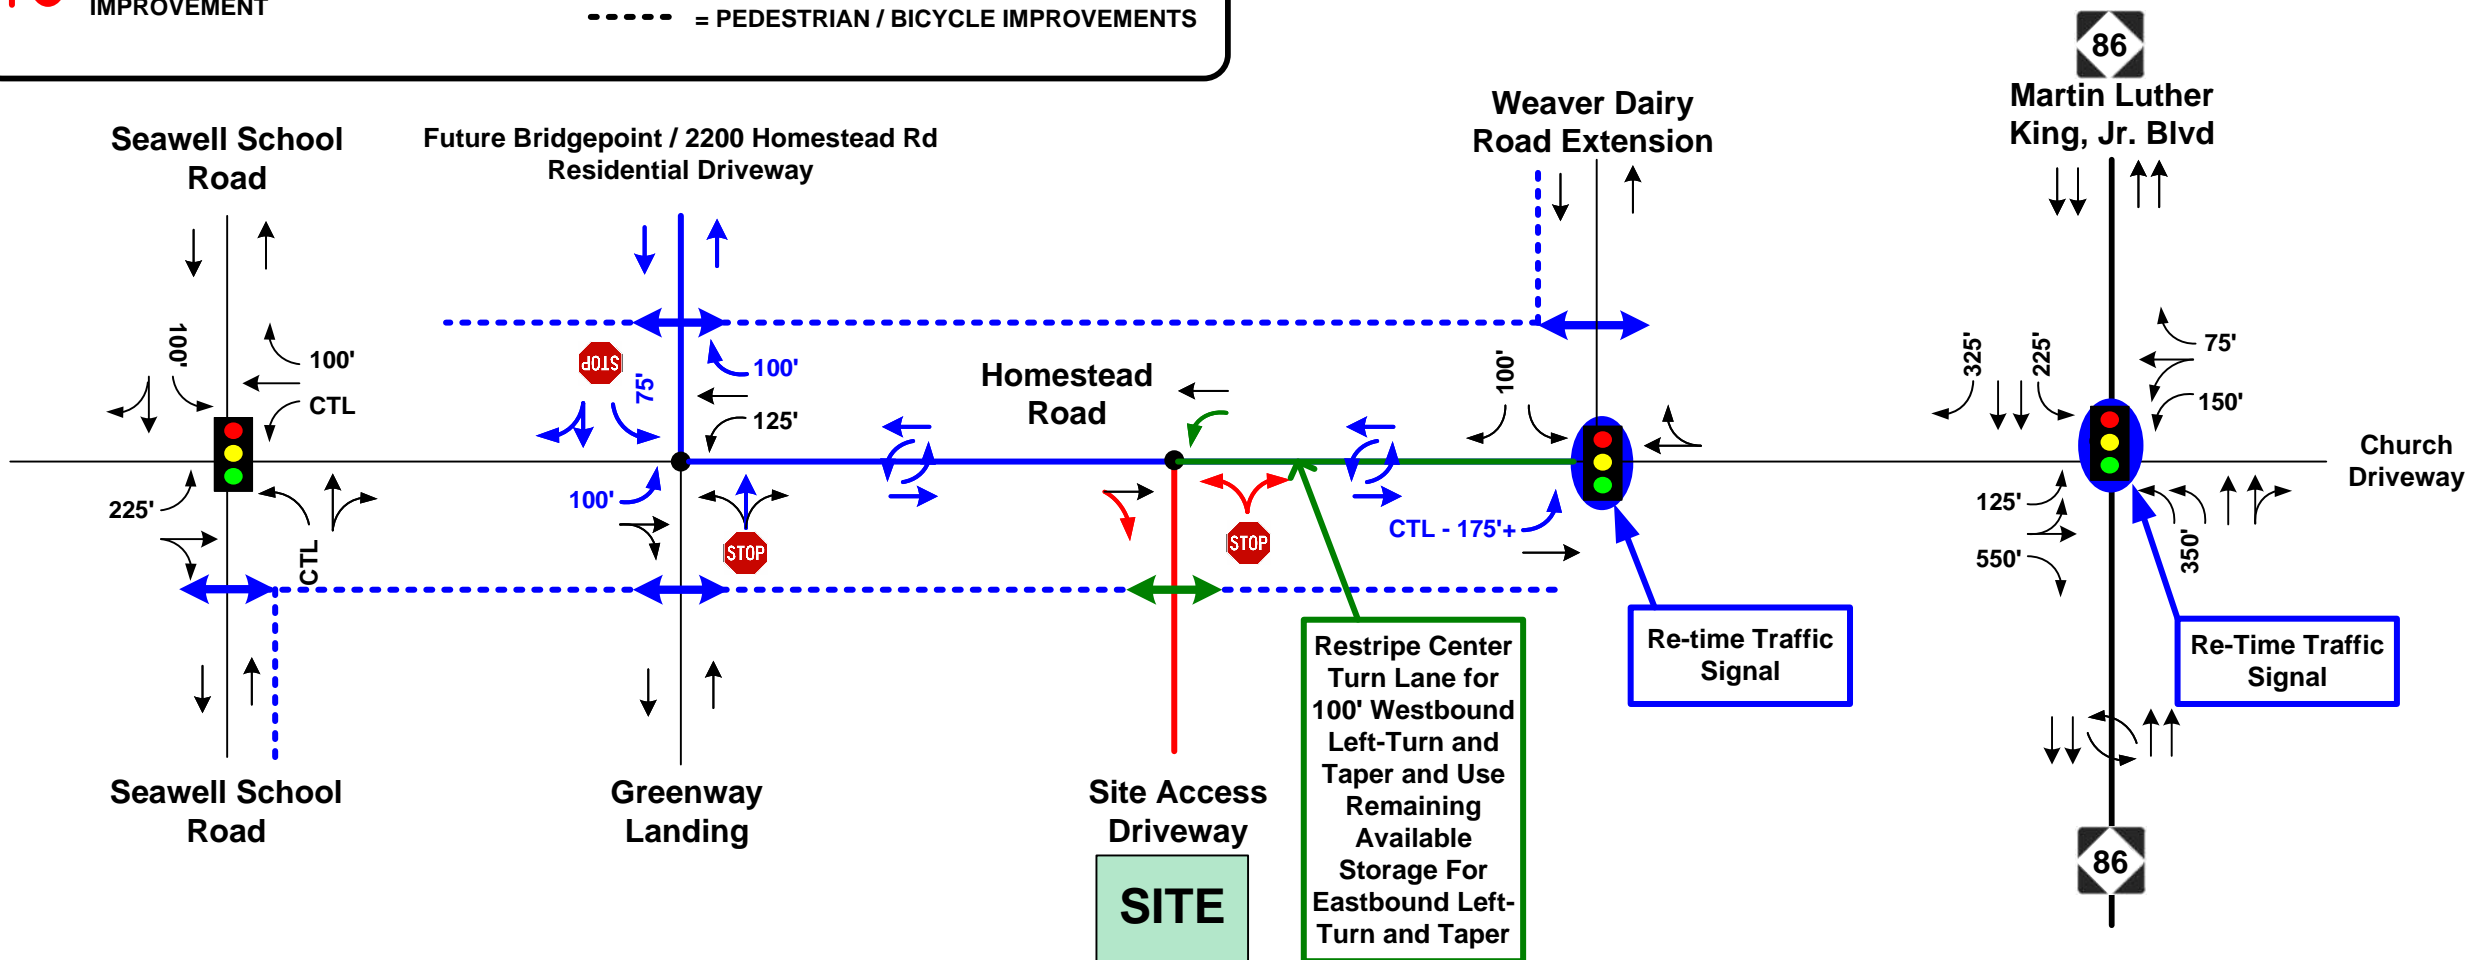 IMPROVEMENT
= PEDESTRIAN / BICYCLE IMPROVEMENTS
86
Martin Luther
King, Jr. Blvd
Weaver Dairy
Road Extension
Seawell School
Road
Future Bridgepoint / 2200 Homestead Rd
Residential Driveway
100'
100'
CTL
225'
CTL
STOP
75'
100'
125'
100'
STOP
Homestead
Road
STOP
100'
CTL - 175'+
325'
225'
75'
150'
125'
550'
350'
Church
Driveway
Restripe Center
Turn Lane for
100' Westbound
Left-Turn and
Taper and Use
Remaining
Available
Storage For
Eastbound Left-
Turn and Taper
Re-time Traffic
Signal
Re-Time Traffic
Signal
Seawell School
Road
Greenway
Landing
Site Access
Driveway
SITE
86